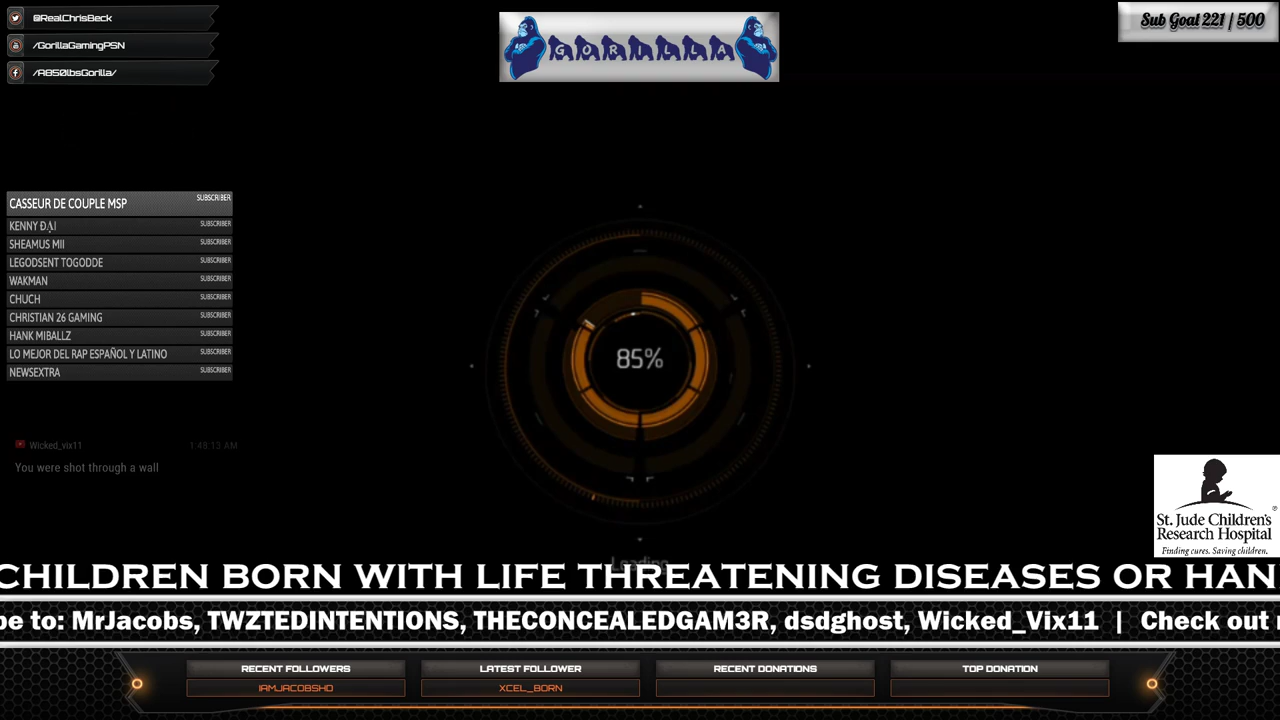 @RealChrisBeck
/GorillaGamingPSN
/A850lbsGorilla/
GORILLA
Sub Goal 221 / 500
CASSEUR DE COUPLE MSP SUBSCRIBER
KENNY ĐẠI SUBSCRIBER
SHEAMUS MII SUBSCRIBER
LEGODSENT TOGODDE SUBSCRIBER
WAKMAN SUBSCRIBER
CHUCH SUBSCRIBER
CHRISTIAN 26 GAMING SUBSCRIBER
HANK MIBALLZ SUBSCRIBER
LO MEJOR DEL RAP ESPAÑOL Y LATINO SUBSCRIBER
NEWSEXTRA SUBSCRIBER
85%
Wicked_vix11 1:48:13 AM
You were shot through a wall
Loading
St. Jude Children's
Research Hospital
Finding cures. Saving children.
CHILDREN BORN WITH LIFE THREATENING DISEASES OR HAN
be to: MrJacobs, TWZTEDINTENTIONS, THECONCEALEDGAM3R, dsdghost, Wicked_Vix11 | Check out
RECENT FOLLOWERS LATEST FOLLOWER RECENT DONATIONS TOP DONATION
IAMJACOBSHD XCEL_BORN